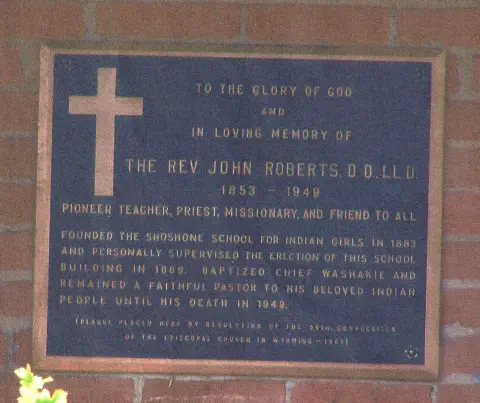 TO THE GLORY OF GOD
AND
IN LOVING MEMORY OF
THE REV JOHN ROBERTS, D.D., LL.D.
1853 – 1949
PIONEER TEACHER, PRIEST, MISSIONARY, AND FRIEND TO ALL
FOUNDED THE SHOSHONE SCHOOL FOR INDIAN GIRLS IN 1883
AND PERSONALLY SUPERVISED THE ERECTION OF THIS SCHOOL
BUILDING IN 1889. BAPTIZED CHIEF WASHAKIE AND
REMAINED A FAITHFUL PASTOR TO HIS BELOVED INDIAN
PEOPLE UNTIL HIS DEATH IN 1949.
(PLAQUE PLACED HERE BY RESOLUTION OF THE CONVOCATION
OF THE EPISCOPAL CHURCH IN WYOMING –